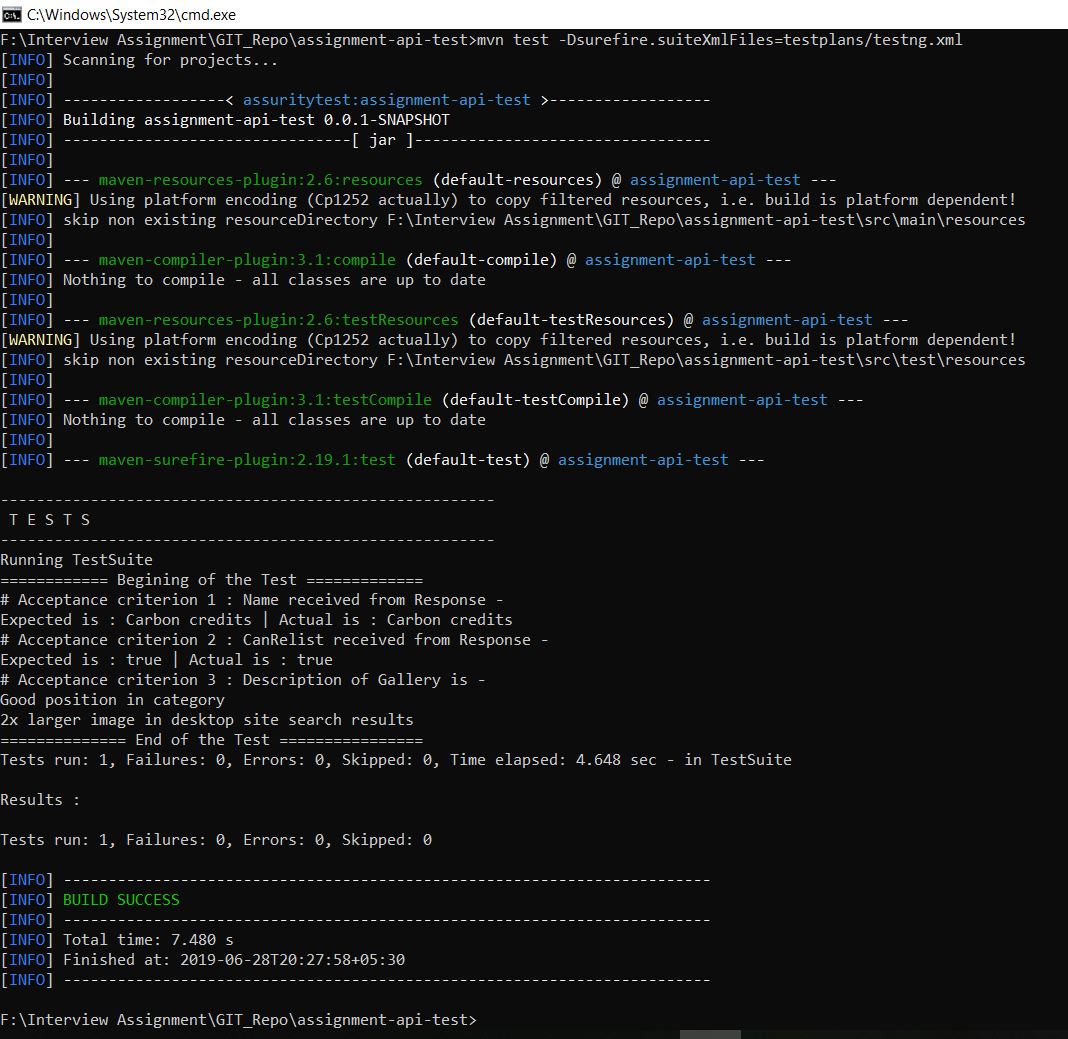 C:\Windows\System32\cmd.exe
F:\Interview Assignment\GIT_Repo\assignment-api-test>mvn test -Dsurefire.suiteXmlFiles=testplans/testng.xml
[INFO] Scanning for projects...
[INFO]
[INFO] ------------------< assuritytest:assignment-api-test >------------------
[INFO] Building assignment-api-test 0.0.1-SNAPSHOT
[INFO] --------------------------------[ jar ]---------------------------------
[INFO]
[INFO] --- maven-resources-plugin:2.6:resources (default-resources) @ assignment-api-test ---
[WARNING] Using platform encoding (Cp1252 actually) to copy filtered resources, i.e. build is platform dependent!
[INFO] skip non existing resourceDirectory F:\Interview Assignment\GIT_Repo\assignment-api-test\src\main\resources
[INFO]
[INFO] --- maven-compiler-plugin:3.1:compile (default-compile) @ assignment-api-test ---
[INFO] Nothing to compile - all classes are up to date
[INFO]
[INFO] --- maven-resources-plugin:2.6:testResources (default-testResources) @ assignment-api-test ---
[WARNING] Using platform encoding (Cp1252 actually) to copy filtered resources, i.e. build is platform dependent!
[INFO] skip non existing resourceDirectory F:\Interview Assignment\GIT_Repo\assignment-api-test\src\test\resources
[INFO]
[INFO] --- maven-compiler-plugin:3.1:testCompile (default-testCompile) @ assignment-api-test ---
[INFO] Nothing to compile - all classes are up to date
[INFO]
[INFO] --- maven-surefire-plugin:2.19.1:test (default-test) @ assignment-api-test ---
-------------------------------------------------------
 T E S T S
-------------------------------------------------------
Running TestSuite
============ Begining of the Test =============
# Acceptance criterion 1 : Name received from Response -
Expected is : Carbon credits | Actual is : Carbon credits
# Acceptance criterion 2 : CanRelist received from Response -
Expected is : true | Actual is : true
# Acceptance criterion 3 : Description of Gallery is -
Good position in category
2x larger image in desktop site search results
============== End of the Test ================
Tests run: 1, Failures: 0, Errors: 0, Skipped: 0, Time elapsed: 4.648 sec - in TestSuite
Results :
Tests run: 1, Failures: 0, Errors: 0, Skipped: 0
[INFO] ------------------------------------------------------------------------
[INFO] BUILD SUCCESS
[INFO] ------------------------------------------------------------------------
[INFO] Total time: 7.480 s
[INFO] Finished at: 2019-06-28T20:27:58+05:30
[INFO] ------------------------------------------------------------------------
F:\Interview Assignment\GIT_Repo\assignment-api-test>